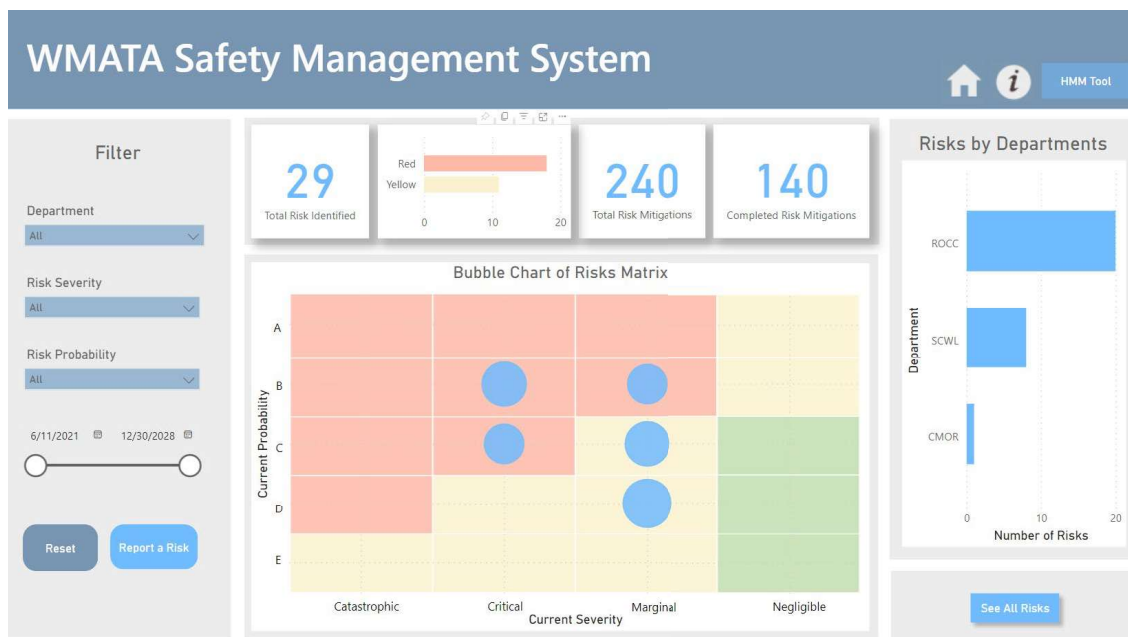 WMATA Safety Management System
i
HMM Tool
Filter
Department
All
Risk Severity
All
Risk Probability
All
6/11/2021 12/30/2028
Reset Report a Risk
29
Total Risk Identified
Red
Yellow
0 10 20
240
Total Risk Mitigations
140
Completed Risk Mitigations
Bubble Chart of Risks Matrix
Current Probability
A
B
C
D
E
Catastrophic Critical Marginal Negligible
Current Severity
Risks by Departments
Department
ROCC
SCWL
CMOR
0 10 20
Number of Risks
See All Risks